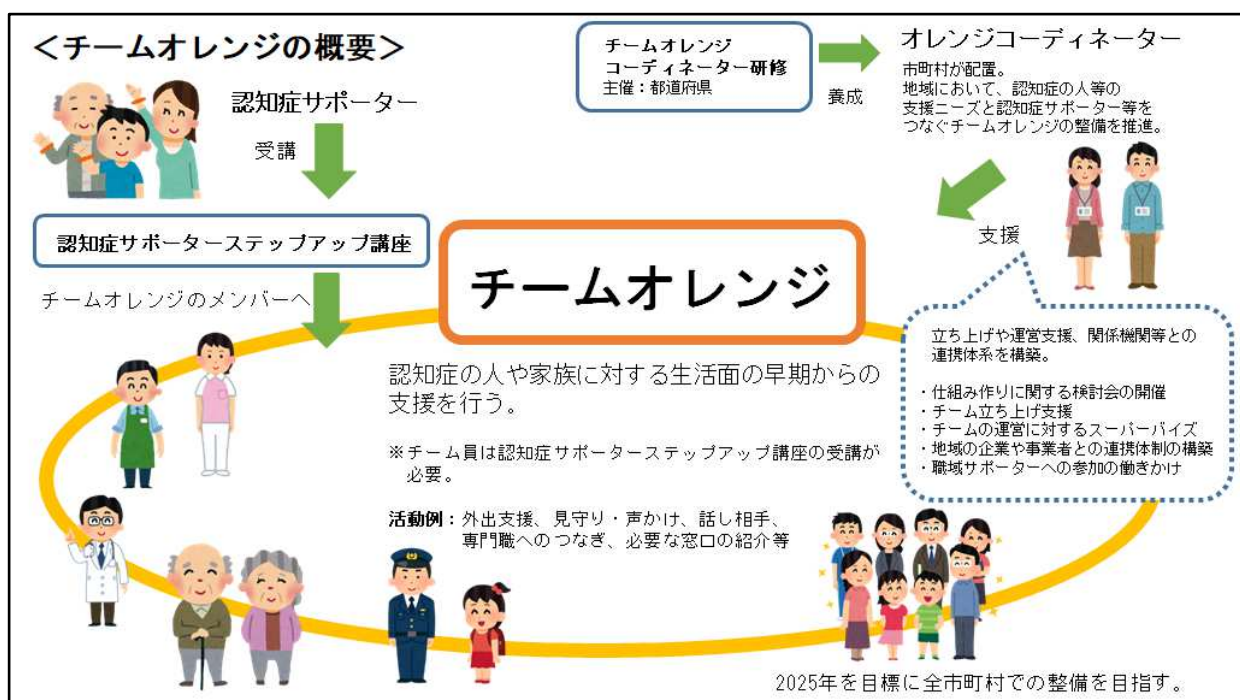 <チームオレンジの概要>
認知症サポーター
受講
認知症サポーターステップアップ講座
チームオレンジのメンバーへ
チームオレンジ
コーディネーター研修
主催：都道府県
養成
オレンジコーディネーター
市町村が配置。
地域において、認知症の人等の
支援ニーズと認知症サポーター等を
つなぐチームオレンジの整備を推進。
支援
チームオレンジ
認知症の人や家族に対する生活面の早期からの
支援を行う。
※チーム員は認知症サポーターステップアップ講座の受講が
必要。
活動例：外出支援、見守り・声かけ、話し相手、
専門職へのつなぎ、必要な窓口の紹介等
立ち上げや運営支援、関係機関等との
連携体系を構築。
・仕組み作りに関する検討会の開催
・チーム立ち上げ支援
・チームの運営に対するスーパーバイズ
・地域の企業や事業者との連携体制の構築
・職域サポーターへの参加の働きかけ
2025年を目標に全市町村での整備を目指す。